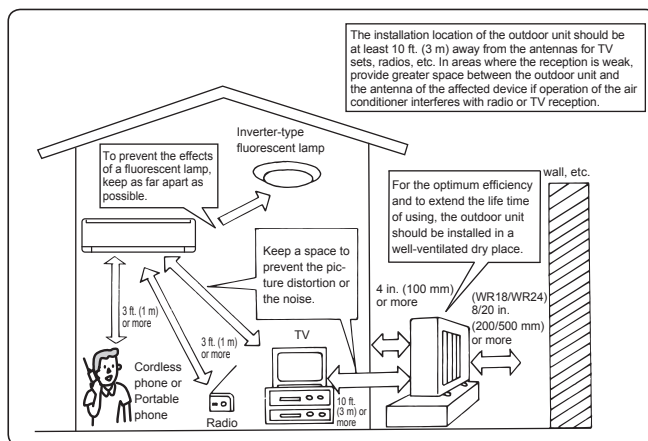 The installation location of the outdoor unit should be
at least 10 ft. (3 m) away from the antennas for TV
sets, radios, etc. In areas where the reception is weak,
provide greater space between the outdoor unit and
the antenna of the affected device if operation of the air
conditioner interferes with radio or TV reception.
Inverter-type
fluorescent lamp
To prevent the effects
of a fluorescent lamp,
keep as far apart as
possible.
wall, etc.
For the optimum efficiency
and to extend the life time
of using, the outdoor unit
should be installed in a
well-ventilated dry place.
Keep a space to
prevent the pic-
ture distortion or
the noise.
4 in. (100 mm)
or more
(WR18/WR24)
8/20 in.
(200/500 mm)
or more
3 ft. (1 m)
or more
3 ft. (1 m)
or more
TV
Cordless
phone or
Portable
phone
Radio
10 ft.
(3 m) or
more